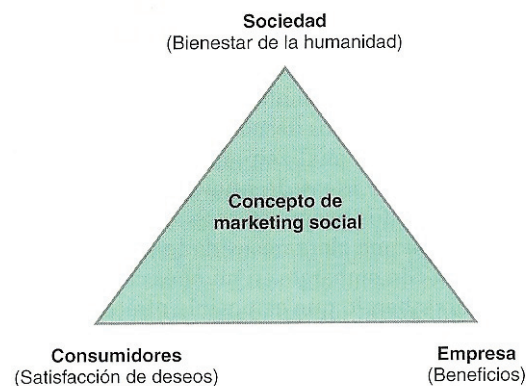 Sociedad
(Bienestar de la humanidad)
Concepto de
marketing social
Consumidores
(Satisfacción de deseos)
Empresa
(Beneficios)